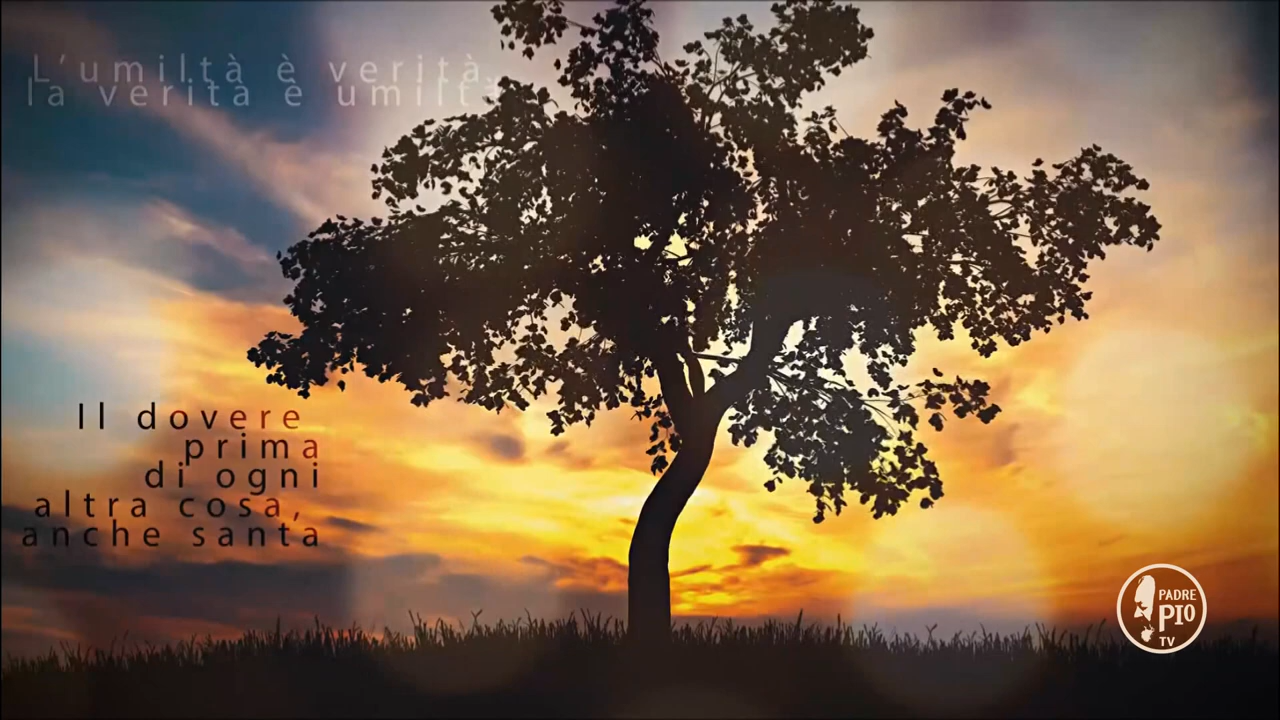 L'umiltà è verità,
la verità è umiltà
Il dovere
prima
di ogni
altra cosa,
anche santa
PADRE
PIO
TV